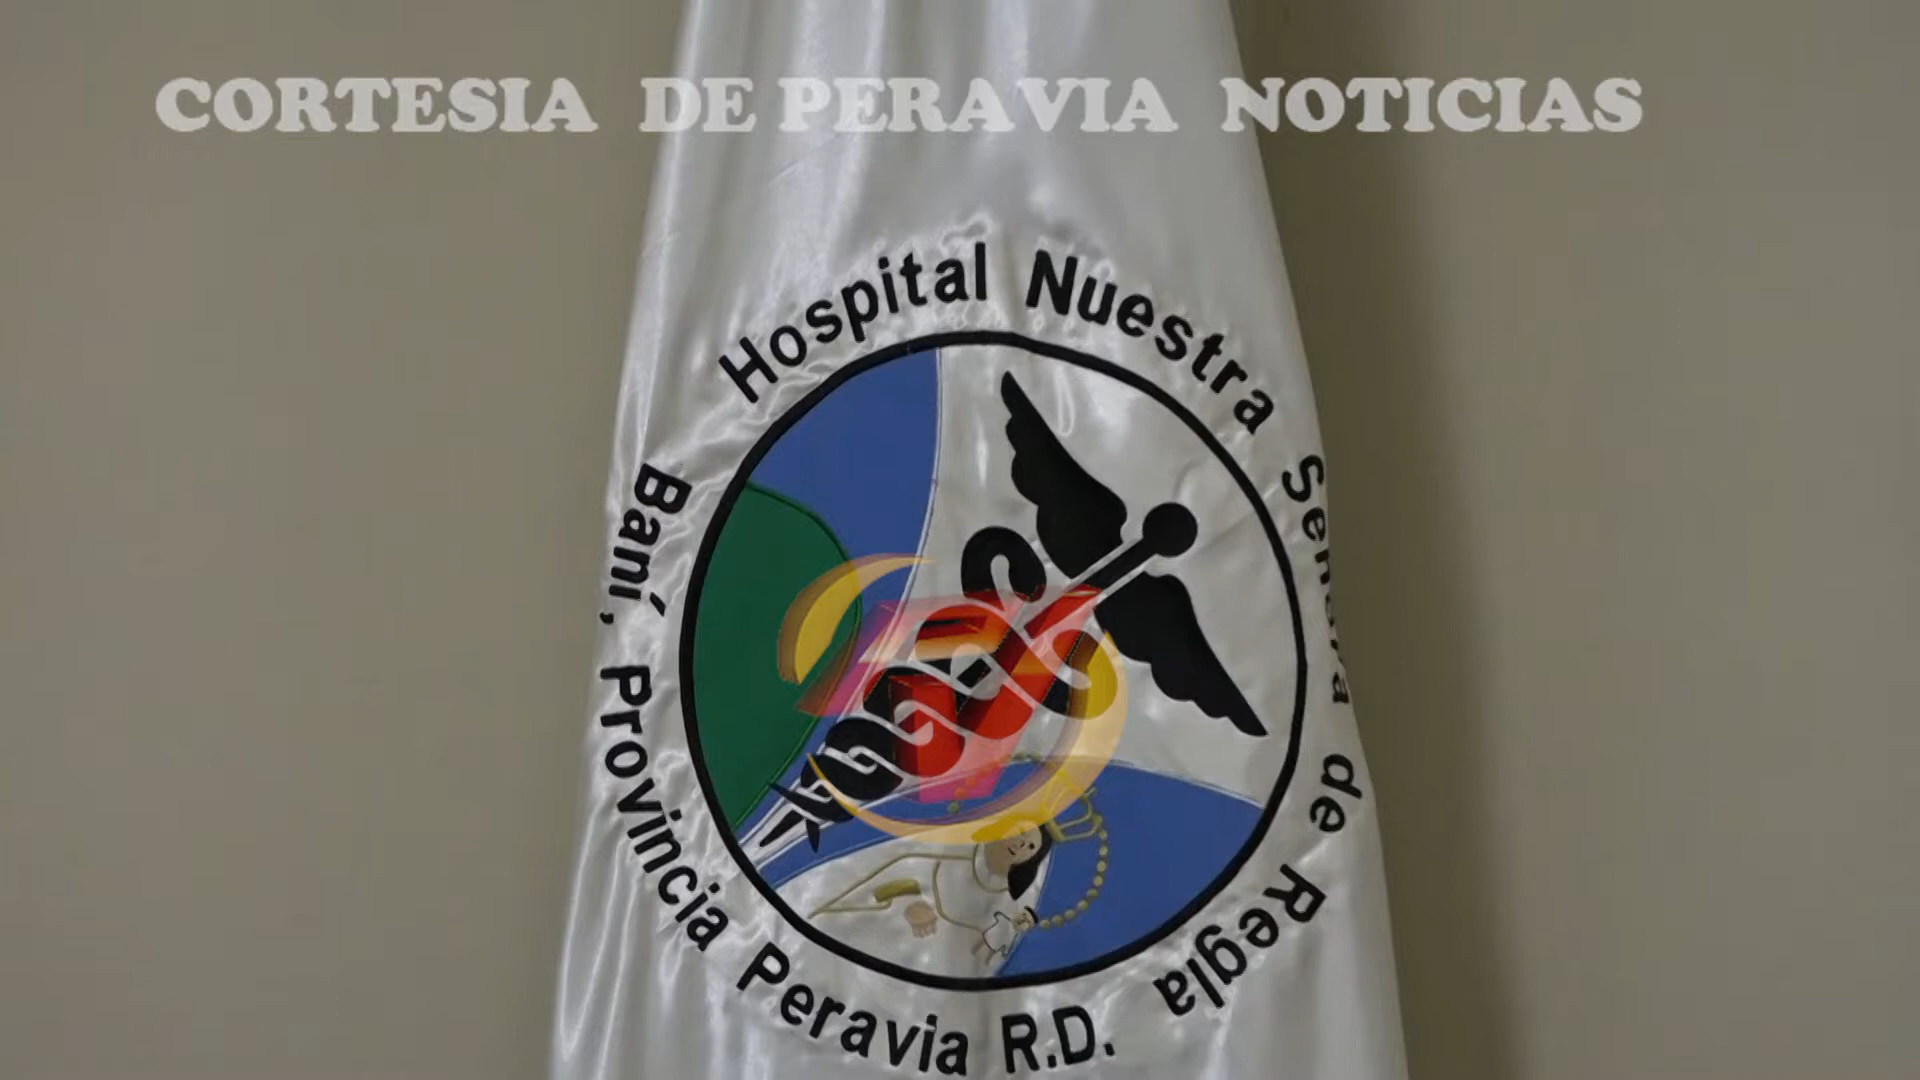 CORTESIA DE PERAVIA NOTICIAS
Hospital Nuestra Señora de Regla
Baní, Provincia Peravia R.D.